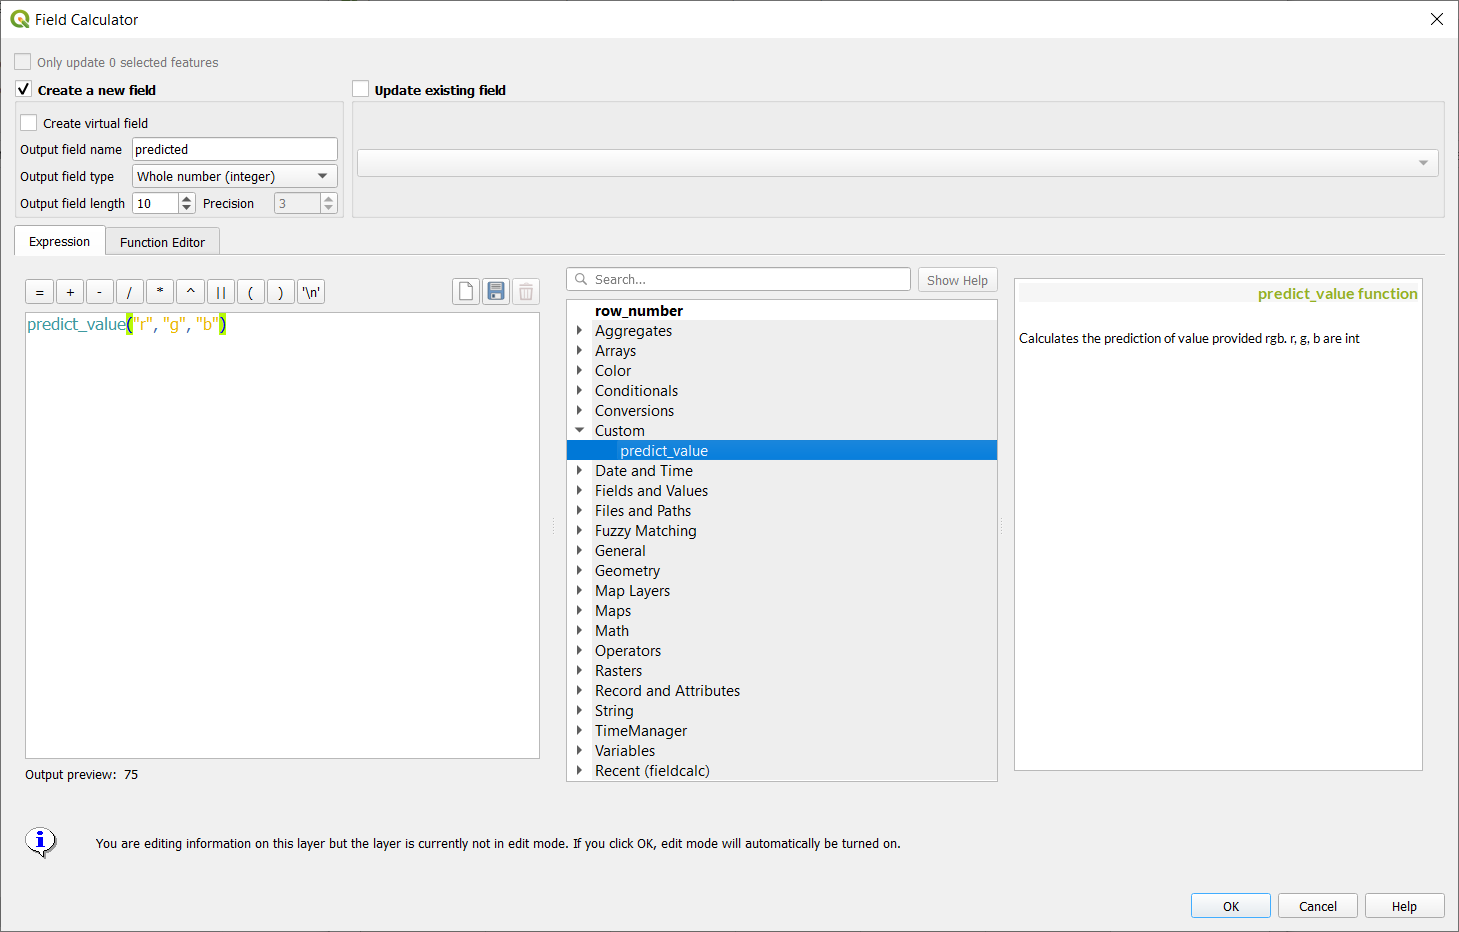 Field Calculator
Only update 0 selected features
Create a new field
Update existing field
Create virtual field
Output field name predicted
Output field type Whole number (integer)
Output field length 10 Precision 3
Expression Function Editor
= + - / * ^ || ( ) '\n'
Search... Show Help
predict_value("r", "g", "b")
row_number
Aggregates
Arrays
Color
Conditionals
Conversions
Custom
predict_value
Date and Time
Fields and Values
Files and Paths
Fuzzy Matching
General
Geometry
Map Layers
Maps
Math
Operators
Rasters
Record and Attributes
String
TimeManager
Variables
Recent (fieldcalc)
predict_value function
Calculates the prediction of value provided rgb. r, g, b are int
Output preview: 75
You are editing information on this layer but the layer is currently not in edit mode. If you click OK, edit mode will automatically be turned on.
OK Cancel Help